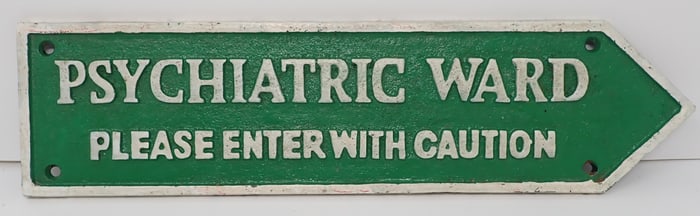 PSYCHIATRIC WARD
PLEASE ENTER WITH CAUTION